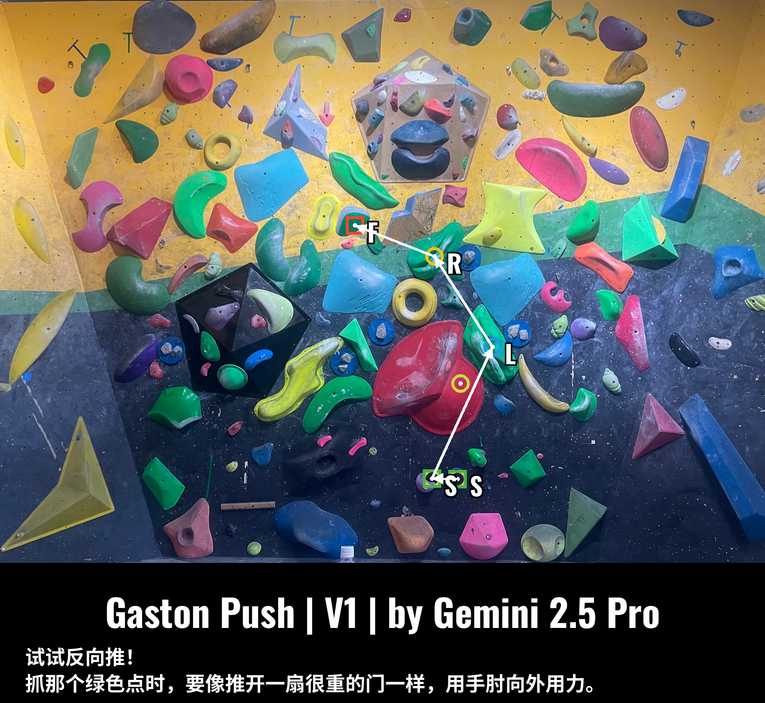 F
R
L
S S
Gaston Push | V1 | by Gemini 2.5 Pro
试试反向推！
抓那个绿色点时，要像推开一扇很重的门一样，用手肘向外用力。